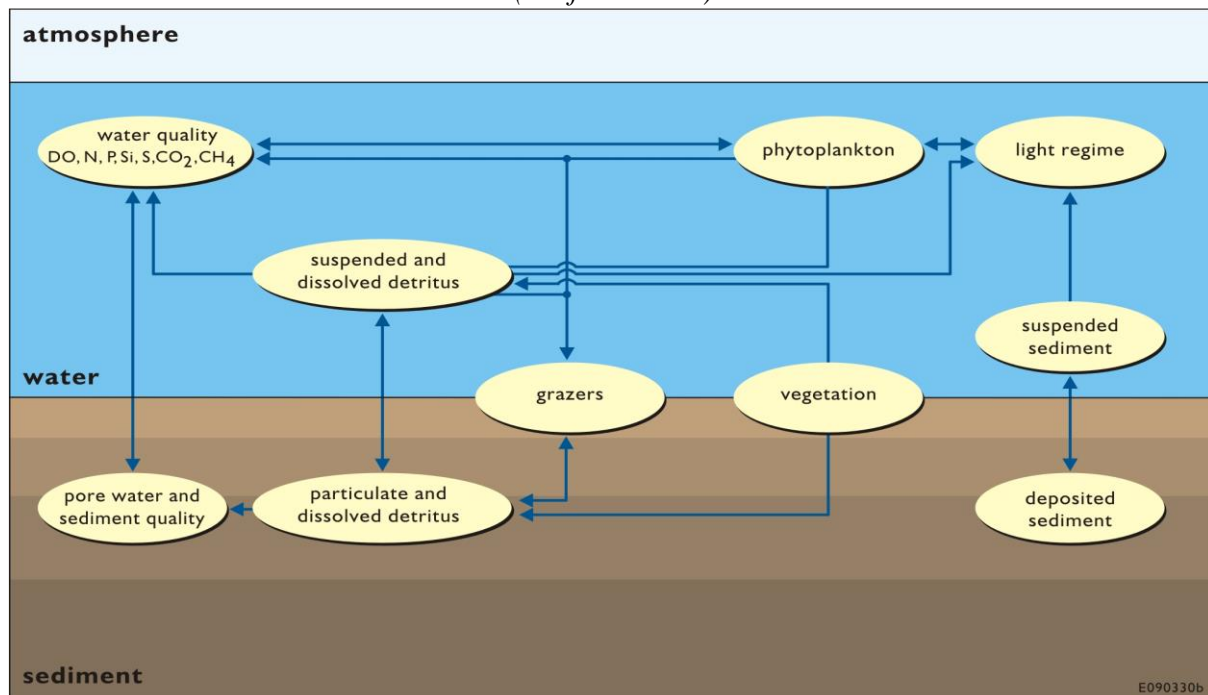 atmosphere
water quality
DO, N, P, Si, S,CO2,CH4
phytoplankton
light regime
suspended and
dissolved detritus
suspended
sediment
water
grazers
vegetation
pore water and
sediment quality
particulate and
dissolved detritus
deposited
sediment
sediment
E090330b